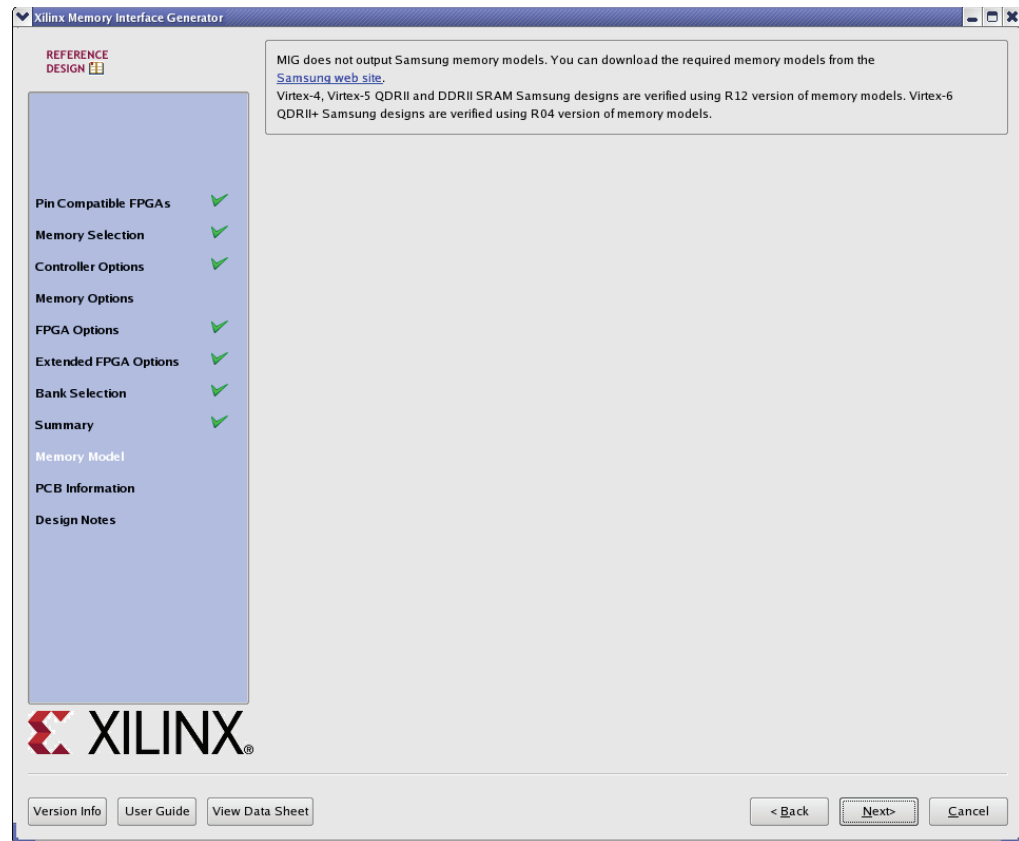 Xilinx Memory Interface Generator
REFERENCE
DESIGN
MIG does not output Samsung memory models. You can download the required memory models from the
Samsung web site.
Virtex-4, Virtex-5 QDRII and DDRII SRAM Samsung designs are verified using R12 version of memory models. Virtex-6
QDRII+ Samsung designs are verified using R04 version of memory models.
Pin Compatible FPGAs
Memory Selection
Controller Options
Memory Options
FPGA Options
Extended FPGA Options
Bank Selection
Summary
Memory Model
PCB Information
Design Notes
XILINX®
Version Info User Guide View Data Sheet < Back Next> Cancel